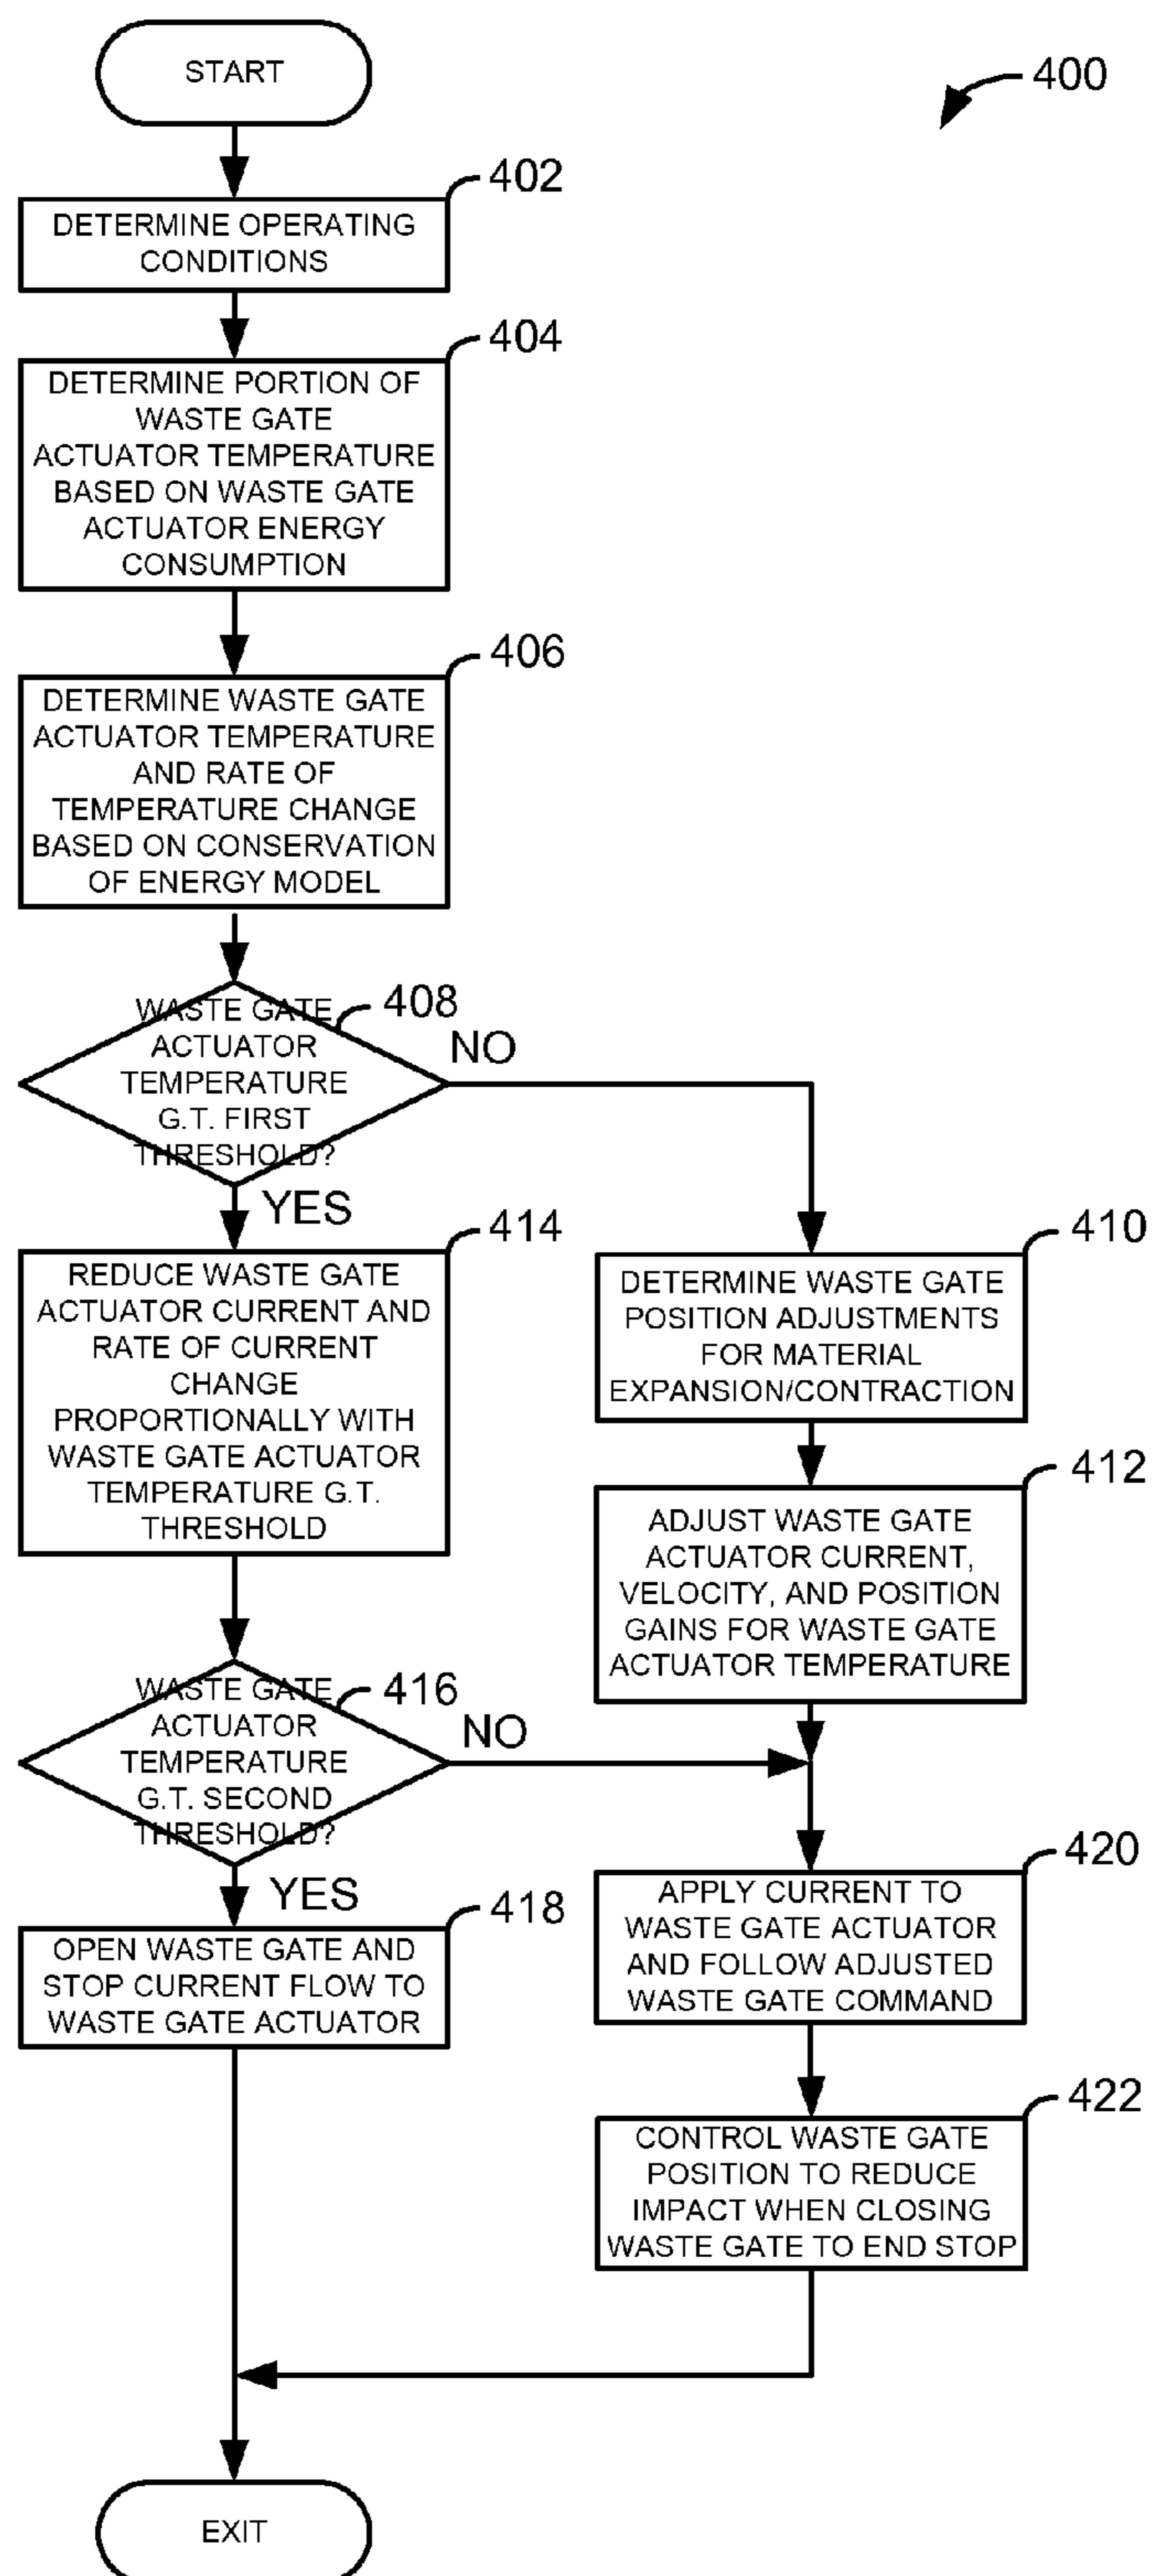 START
400
402
DETERMINE OPERATING
CONDITIONS
404
DETERMINE PORTION OF
WASTE GATE
ACTUATOR TEMPERATURE
BASED ON WASTE GATE
ACTUATOR ENERGY
CONSUMPTION
406
DETERMINE WASTE GATE
ACTUATOR TEMPERATURE
AND RATE OF
TEMPERATURE CHANGE
BASED ON CONSERVATION
OF ENERGY MODEL
408
WASTE GATE
ACTUATOR
TEMPERATURE
G.T. FIRST
THRESHOLD?
NO
YES
414
REDUCE WASTE GATE
ACTUATOR CURRENT AND
RATE OF CURRENT
CHANGE
PROPORTIONALLY WITH
WASTE GATE ACTUATOR
TEMPERATURE G.T.
THRESHOLD
410
DETERMINE WASTE GATE
POSITION ADJUSTMENTS
FOR MATERIAL
EXPANSION/CONTRACTION
412
ADJUST WASTE GATE
ACTUATOR CURRENT,
VELOCITY, AND POSITION
GAINS FOR WASTE GATE
ACTUATOR TEMPERATURE
416
WASTE GATE
ACTUATOR
TEMPERATURE
G.T. SECOND
THRESHOLD?
NO
YES
418
OPEN WASTE GATE AND
STOP CURRENT FLOW TO
WASTE GATE ACTUATOR
420
APPLY CURRENT TO
WASTE GATE ACTUATOR
AND FOLLOW ADJUSTED
WASTE GATE COMMAND
422
CONTROL WASTE GATE
POSITION TO REDUCE
IMPACT WHEN CLOSING
WASTE GATE TO END STOP
EXIT